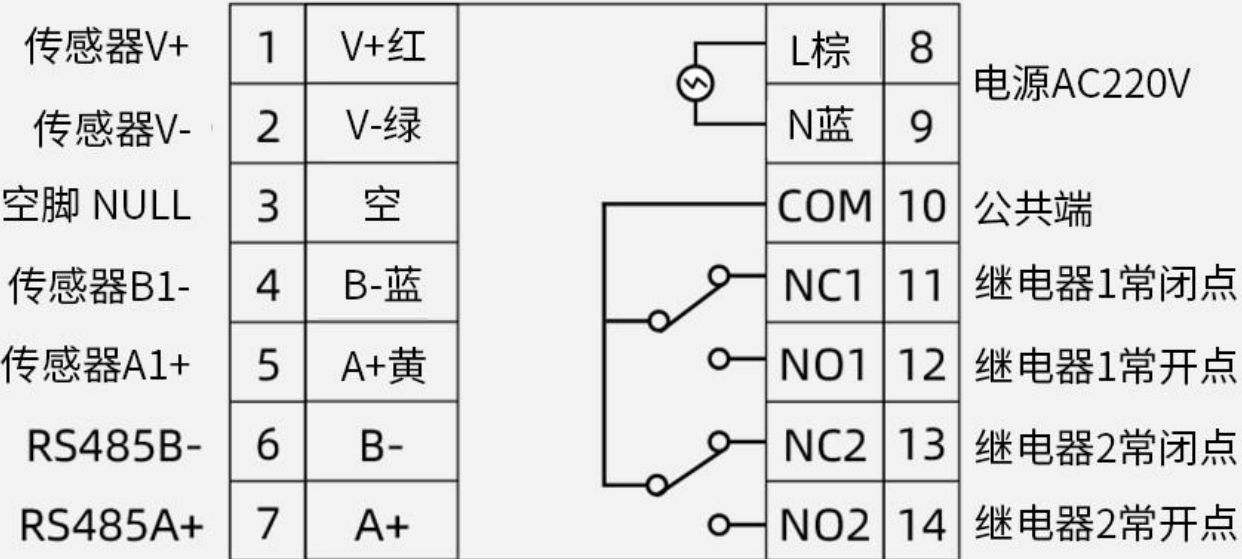 传感器V+ 1 V+红 L棕 8
电源AC220V
传感器V- 2 V-绿 N蓝 9
空脚 NULL 3 空 COM 10 公共端
传感器B1- 4 B-蓝 NC1 11 继电器1常闭点
传感器A1+ 5 A+黄 NO1 12 继电器1常开点
RS485B- 6 B- NC2 13 继电器2常闭点
RS485A+ 7 A+ NO2 14 继电器2常开点